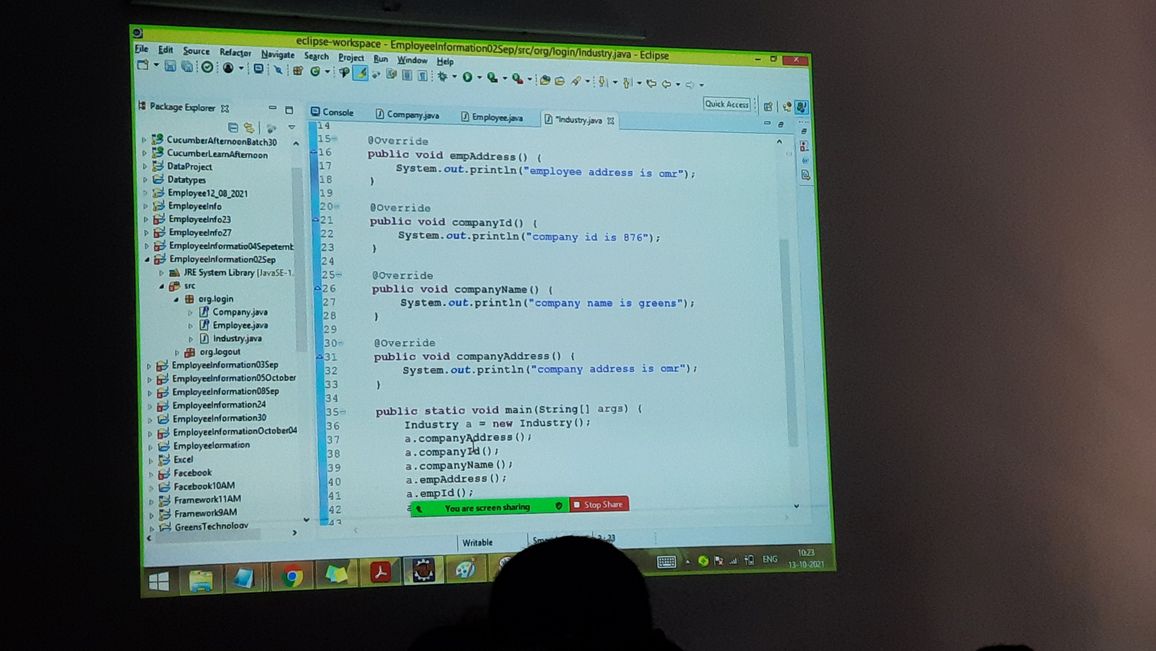 eclipse-workspace - EmployeeInformation02Sep/src/org/login/Industry.java - Eclipse
File Edit Source Refactor Navigate Search Project Run Window Help
Quick Access
Package Explorer
CucumberAfternoonBatch30
CucumberLearnAfternoon
DataProject
Datatypes
Employee12_08_2021
EmployeeInfo
EmployeeInfo23
EmployeeInfo27
EmployeeInformatio04Sepetemb
EmployeeInformation02Sep
JRE System Library [JavaSE-1.
src
org.login
Company.java
Employee.java
Industry.java
org.logout
EmployeeInformation03Sep
EmployeeInformation05October
EmployeeInformation08Sep
EmployeeInformation24
EmployeeInformation30
EmployeeInformationOctober04
EmployeeIormation
Excel
Facebook
Facebook10AM
Framework11AM
Framework9AM
GreensTechnology
Console Company.java Employee.java *Industry.java
14
15 @Override
16 public void empAddress() {
17 System.out.println("employee address is omr");
18 }
19
20 @Override
21 public void companyId() {
22 System.out.println("company id is 876");
23 }
24
25 @Override
26 public void companyName() {
27 System.out.println("company name is greens");
28 }
29
30 @Override
31 public void companyAddress() {
32 System.out.println("company address is omr");
33 }
34
35 public static void main(String[] args) {
36 Industry a = new Industry();
37 a.companyAddress();
38 a.companyId();
39 a.companyName();
40 a.empAddress();
41 a.empId();
42
43
You are screen sharing Stop Share
Writable
ENG 10:23
13-10-2021